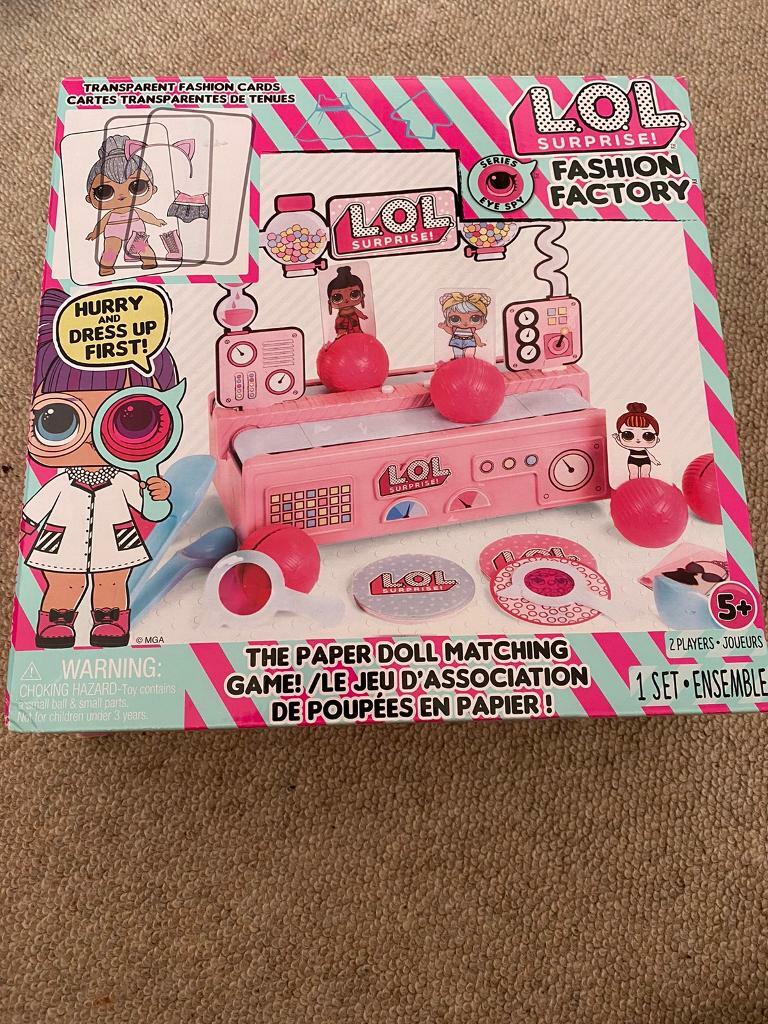 TRANSPARENT FASHION CARDS
CARTES TRANSPARENTES DE TENUES
L.O.L.
SURPRISE!
SERIES
EYE SPY
FASHION
FACTORY™
L.O.L.
SURPRISE!
HURRY
AND
DRESS UP
FIRST!
L.O.L.
SURPRISE!
L.O.L.
SURPRISE!
L.O.L.
5+
© MGA
2 PLAYERS • JOUEURS
1 SET • ENSEMBLE
THE PAPER DOLL MATCHING
GAME! / LE JEU D'ASSOCIATION
DE POUPÉES EN PAPIER !
WARNING:
CHOKING HAZARD-Toy contains
a small ball & small parts.
Not for children under 3 years.